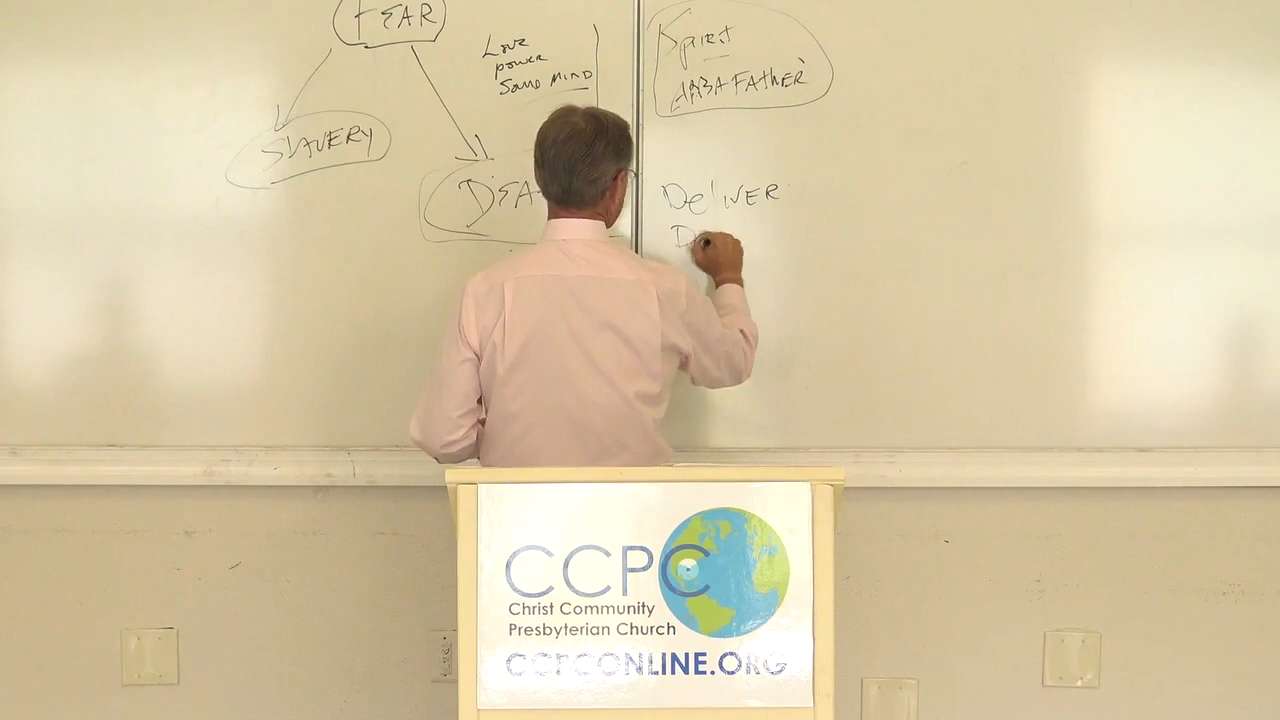 FEAR
SLAVERY
Love
power
Sound MIND
Spirit
ABBA FATHER
DeliVER
CCPC
Christ Community
Presbyterian Church
CCPCONLINE.ORG